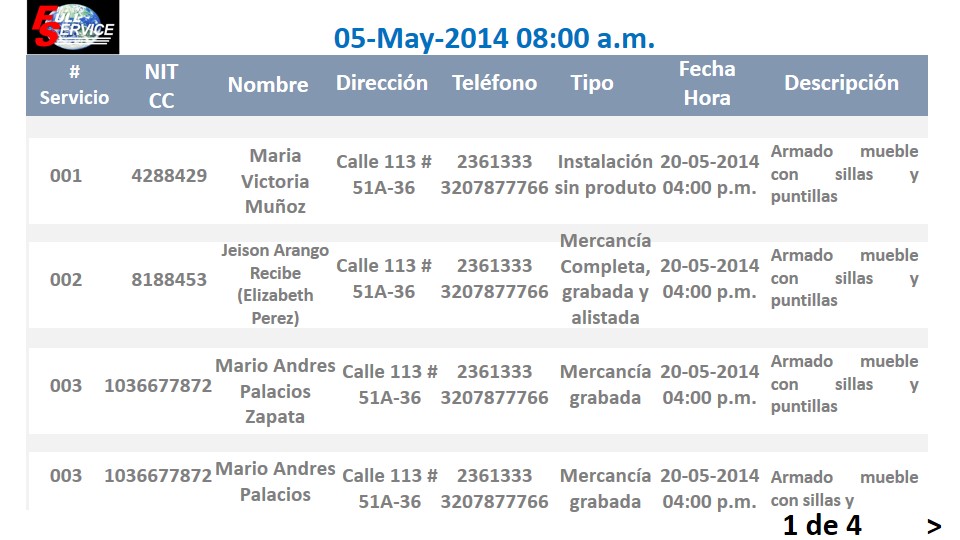 FULL
SERVICE
05-May-2014 08:00 a.m.
#
Servicio
NIT
CC
Nombre
Dirección
Teléfono
Tipo
Fecha
Hora
Descripción
001
4288429
Maria
Victoria
Muñoz
Calle 113 #
51A-36
2361333
3207877766
Instalación
sin produto
20-05-2014
04:00 p.m.
Armado mueble
con sillas y
puntillas
002
8188453
Jeison Arango
Recibe
(Elizabeth
Perez)
Calle 113 #
51A-36
2361333
3207877766
Mercancía
Completa,
grabada y
alistada
20-05-2014
04:00 p.m.
Armado mueble
con sillas y
puntillas
003
1036677872
Mario Andres
Palacios
Zapata
Calle 113 #
51A-36
2361333
3207877766
Mercancía
grabada
20-05-2014
04:00 p.m.
Armado mueble
con sillas y
puntillas
003
1036677872
Mario Andres
Palacios
Calle 113 #
51A-36
2361333
3207877766
Mercancía
grabada
20-05-2014
04:00 p.m.
Armado mueble
con sillas y
1 de 4 >